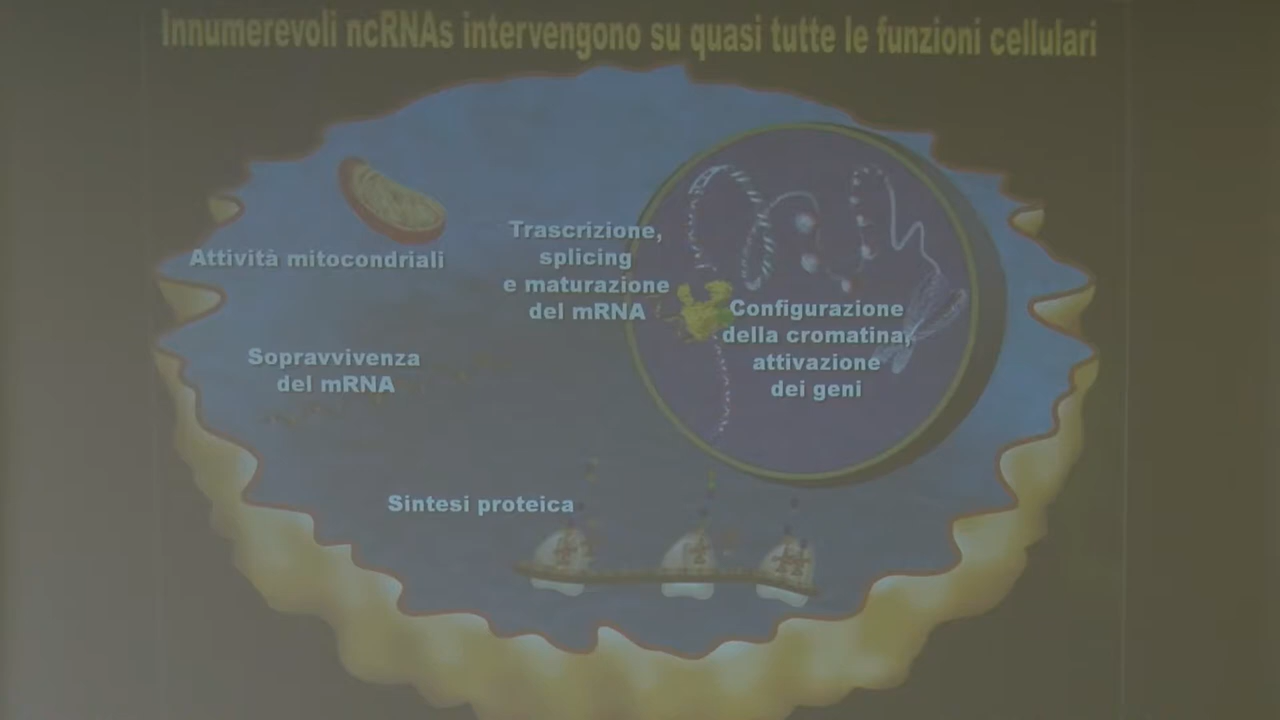 Innumerevoli ncRNAs intervengono su quasi tutte le funzioni cellulari
Attività mitocondriali
Trascrizione,
splicing
e maturazione
del mRNA
Configurazione
della cromatina,
attivazione
dei geni
Sopravvivenza
del mRNA
Sintesi proteica